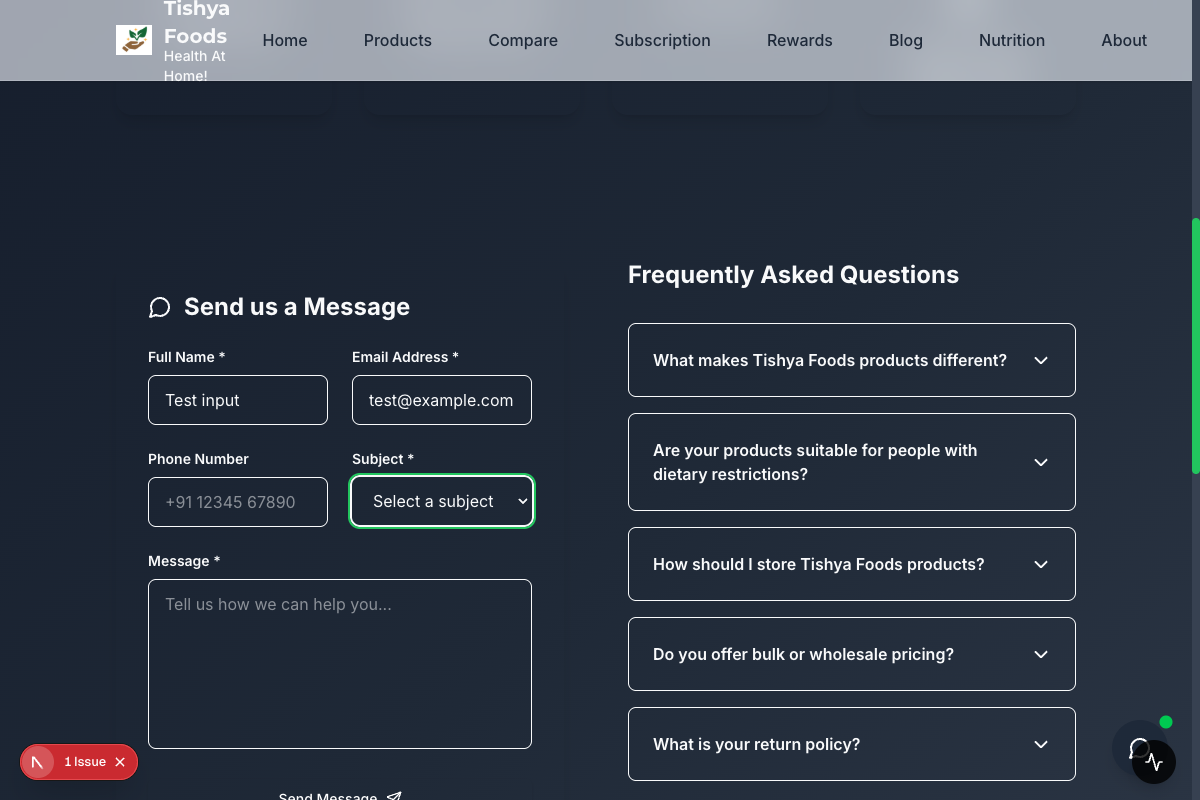 Tishya
Foods
Health At
Home!
Home
Products
Compare
Subscription
Rewards
Blog
Nutrition
About
Send us a Message
Full Name *
Email Address *
Test input
test@example.com
Phone Number
Subject *
+91 12345 67890
Select a subject
Message *
Tell us how we can help you...
Send Message
Frequently Asked Questions
What makes Tishya Foods products different?
Are your products suitable for people with
dietary restrictions?
How should I store Tishya Foods products?
Do you offer bulk or wholesale pricing?
What is your return policy?
1 Issue